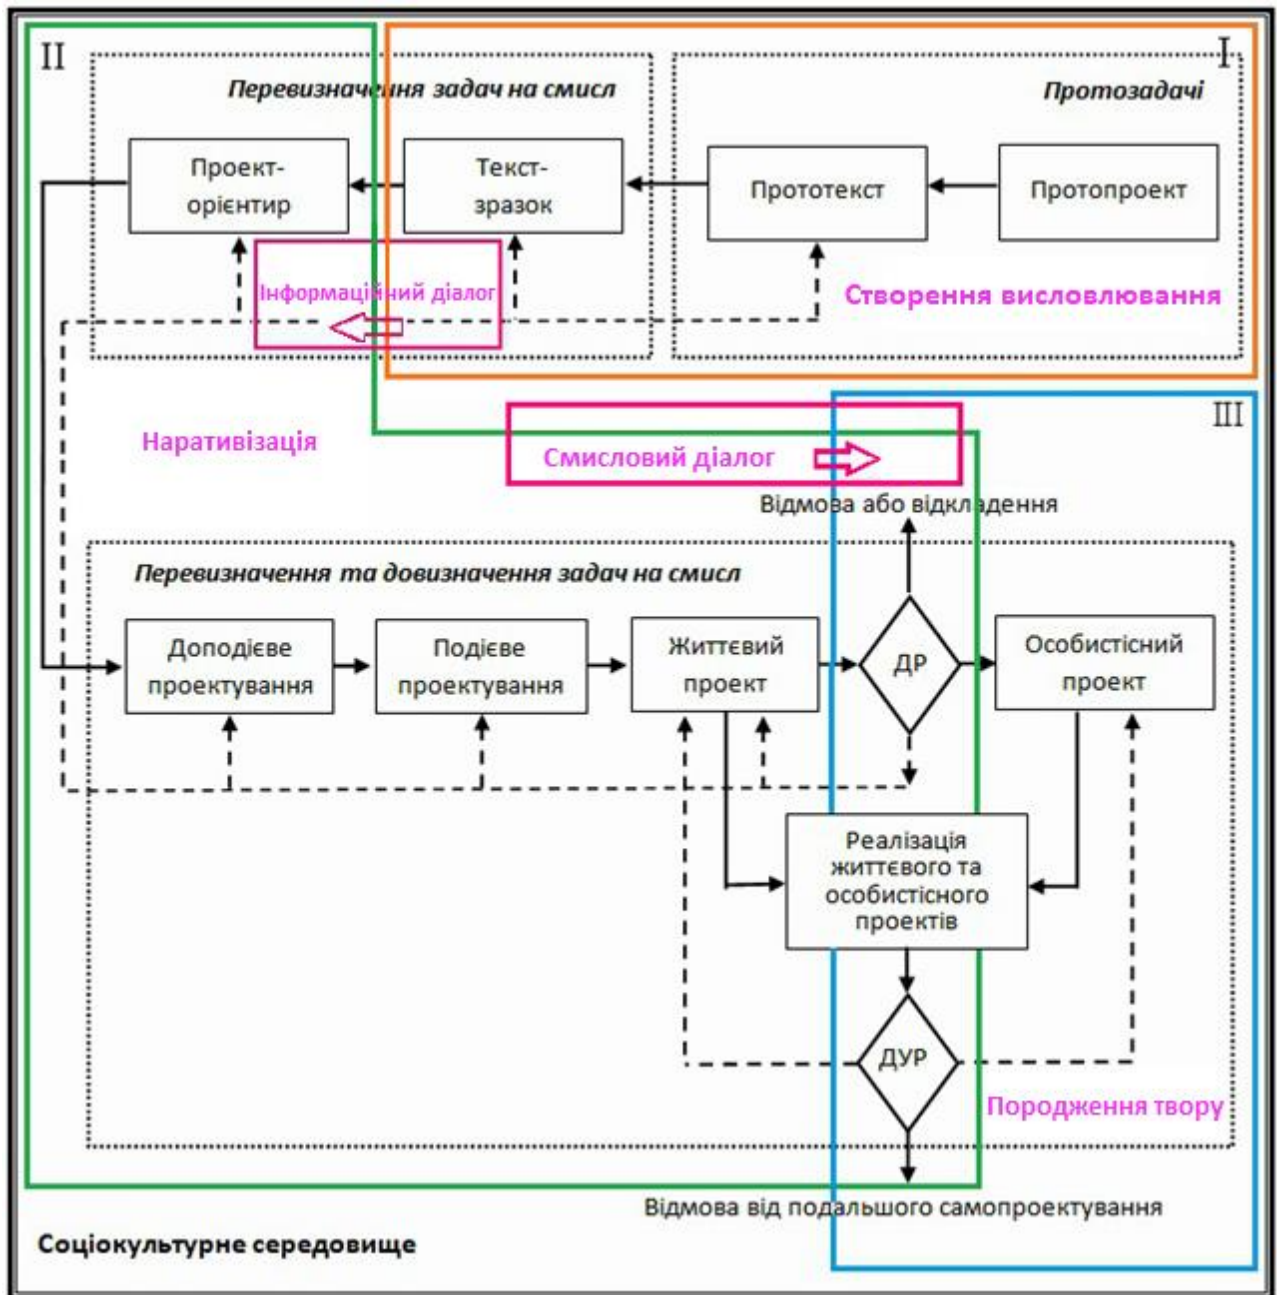 II
I
Перевизначення задач на смисл
Протозадачі
Проект-
орієнтир
Текст-
зразок
Прототекст
Протопроект
Інформаційний діалог
Створення висловлювання
III
Наративізація
Смисловий діалог
Відмова або відкладення
Перевизначення та довизначення задач на смисл
Доподієве
проектування
Подієве
проектування
Життєвий
проект
ДР
Особистісний
проект
Реалізація
життєвого та
особистісного
проектів
ДУР
Породження твору
Відмова від подальшого самопроектування
Соціокультурне середовище